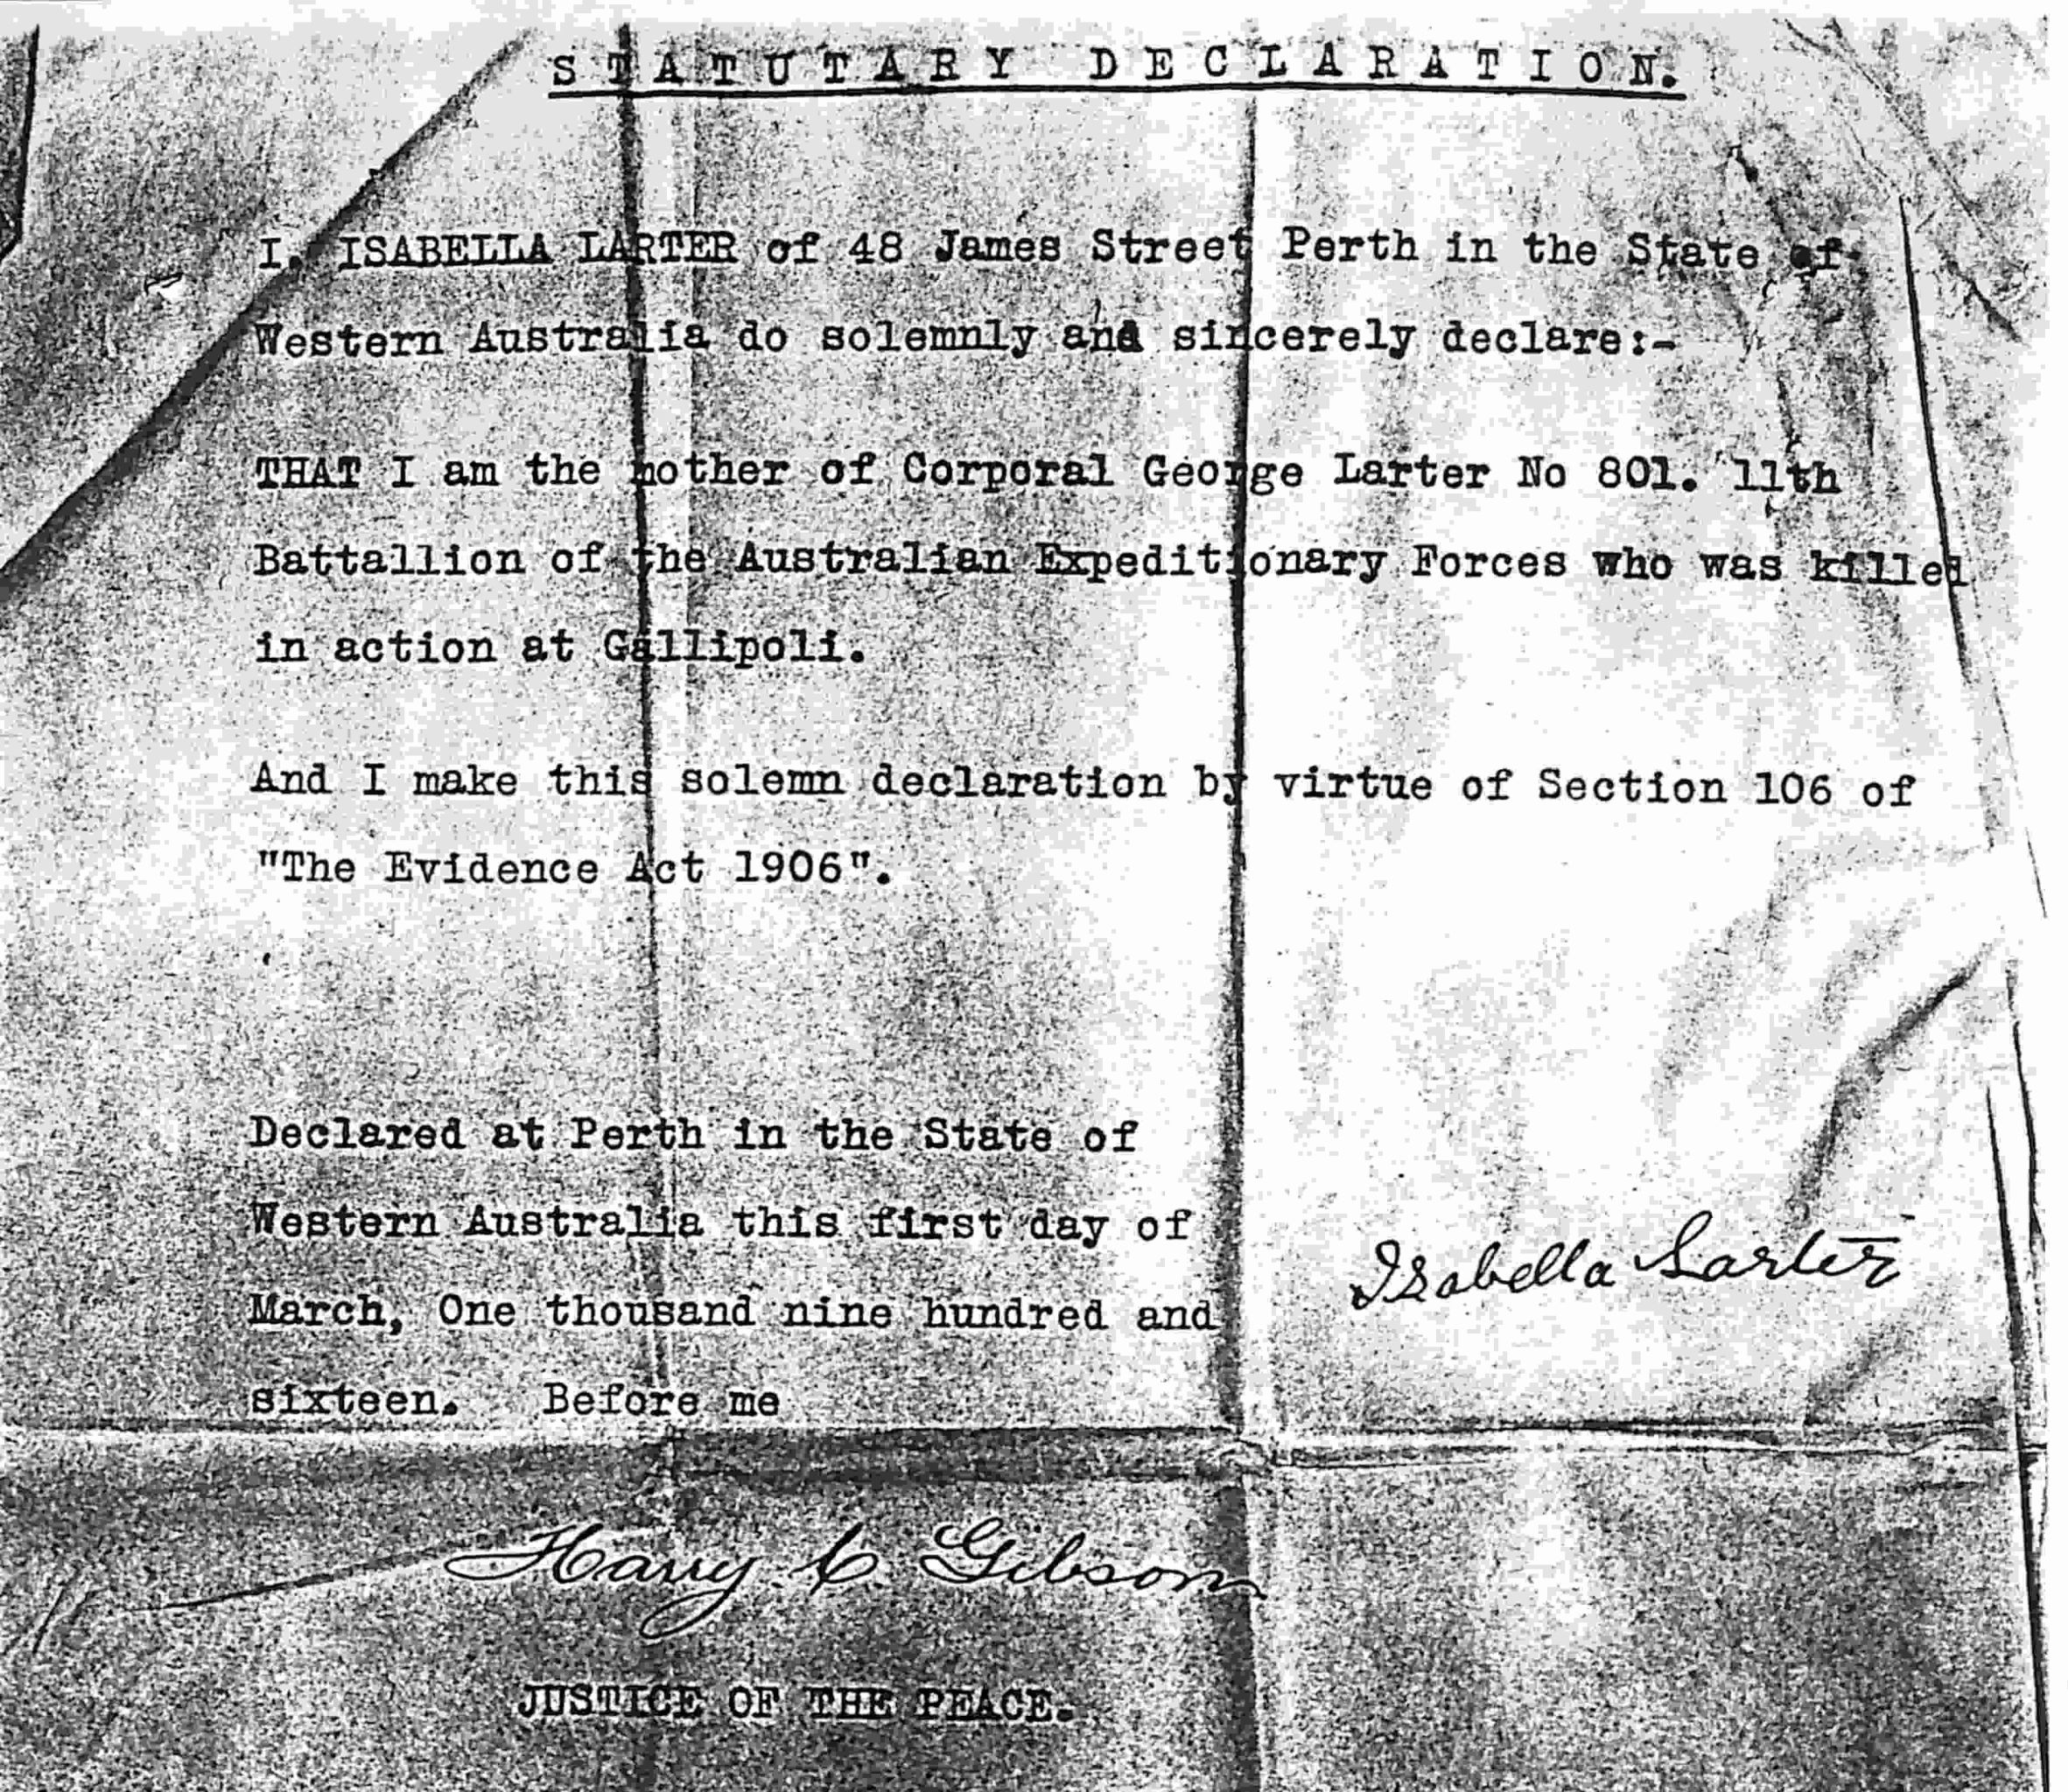 STATUTARY DECLARATION.
I. ISABELLA LARTER of 48 James Street Perth in the State of
Western Australia do solemnly and sincerely declare:-
THAT I am the mother of Corporal George Larter No 801. 11th
Battallion of the Australian Expeditionary Forces who was killed
in action at Gallipoli.
And I make this solemn declaration by virtue of Section 106 of
"The Evidence Act 1906".
Declared at Perth in the State of
Western Australia this first day of
March, One thousand nine hundred and
sixteen. Before me
Isabella Larter
Harry C Gibson
JUSTICE OF THE PEACE.